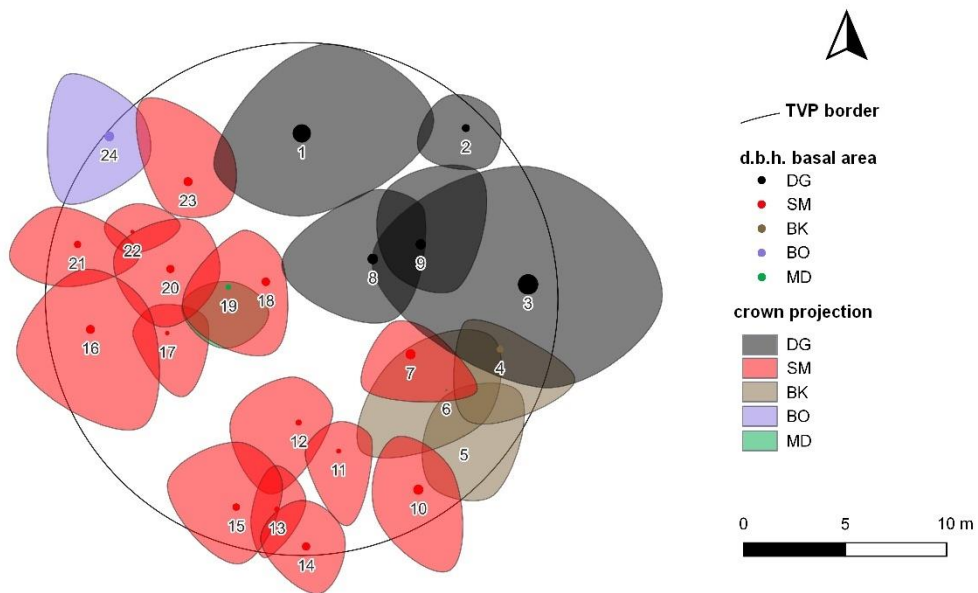 TVP border
d.b.h. basal area
DG
SM
BK
BO
MD
crown projection
DG
SM
BK
BO
MD
0 5 10 m
1
2
3
4
5
6
7
8
9
10
11
12
13
14
15
16
17
18
19
20
21
22
23
24